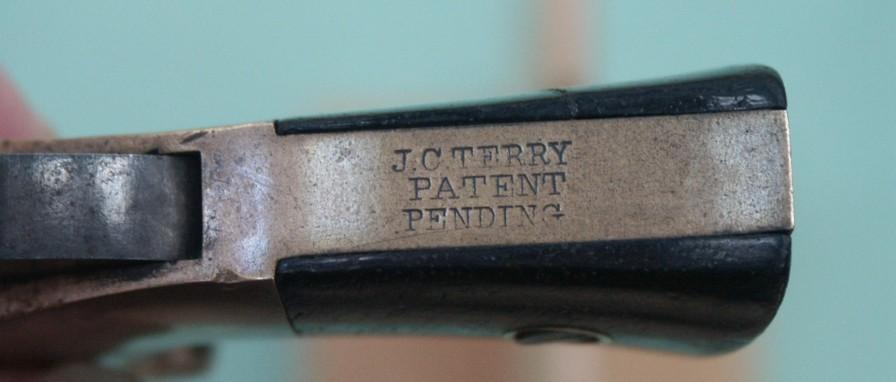 J.C TERRY
PATENT
PENDING